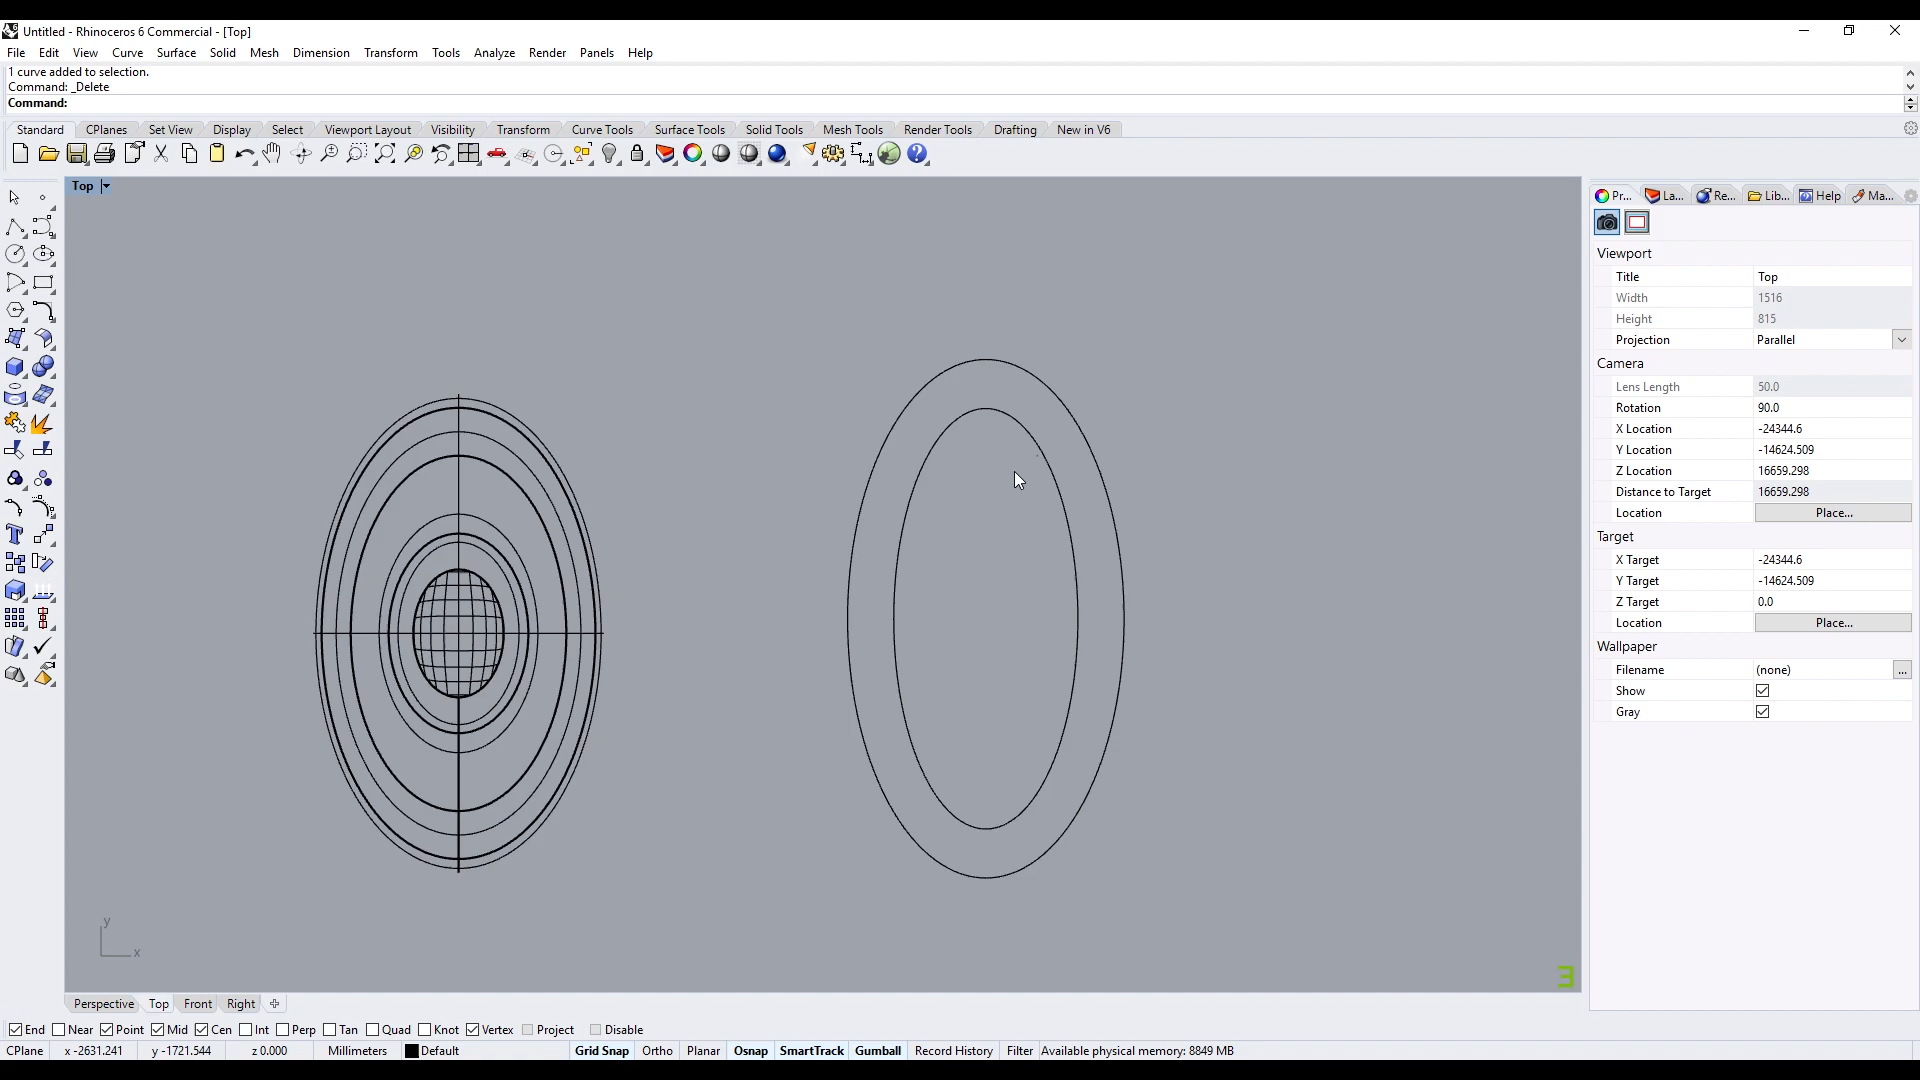 Untitled - Rhinoceros 6 Commercial - [Top]
File Edit View Curve Surface Solid Mesh Dimension Transform Tools Analyze Render Panels Help
1 curve added to selection.
Command: _Delete
Command:
Standard CPlanes Set View Display Select Viewport Layout Visibility Transform Curve Tools Surface Tools Solid Tools Mesh Tools Render Tools Drafting New in V6
Top
Pr... La... Re... Lib... Help Ma...
Viewport
Title Top
Width 1516
Height 815
Projection Parallel
Camera
Lens Length 50.0
Rotation 90.0
X Location -24344.6
Y Location -14624.509
Z Location 16659.298
Distance to Target 16659.298
Location Place...
Target
X Target -24344.6
Y Target -14624.509
Z Target 0.0
Location Place...
Wallpaper
Filename (none) ...
Show
Gray
y
x
3
Perspective Top Front Right
End Near Point Mid Cen Int Perp Tan Quad Knot Vertex Project Disable
CPlane x -2631.241 y -1721.544 z 0.000 Millimeters Default Grid Snap Ortho Planar Osnap SmartTrack Gumball Record History Filter Available physical memory: 8849 MB